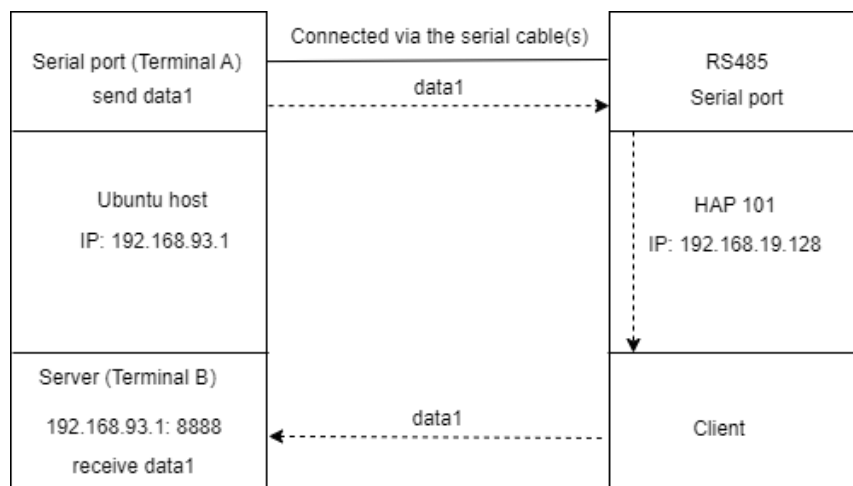 Serial port (Terminal A)
send data1
Connected via the serial cable(s)
data1
RS485
Serial port
Ubuntu host
IP: 192.168.93.1
HAP 101
IP: 192.168.19.128
Server (Terminal B)
192.168.93.1: 8888
receive data1
data1
Client